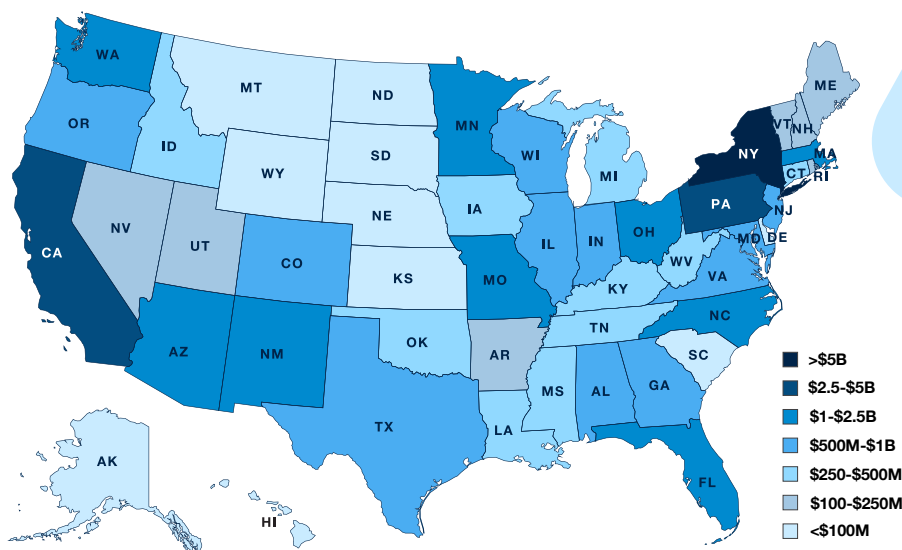 WA
MT
ND
MN
ME
VT
NH
OR
ID
SD
WI
NY
MA
WY
MI
CT
RI
IA
PA
NE
NJ
NV
UT
IL
IN
OH
MD
DE
CA
CO
WV
KS
MO
VA
KY
NC
TN
OK
AZ
NM
AR
SC
MS
AL
GA
TX
LA
FL
AK
HI
>$5B
$2.5-$5B
$1-$2.5B
$500M-$1B
$250-$500M
$100-$250M
<$100M